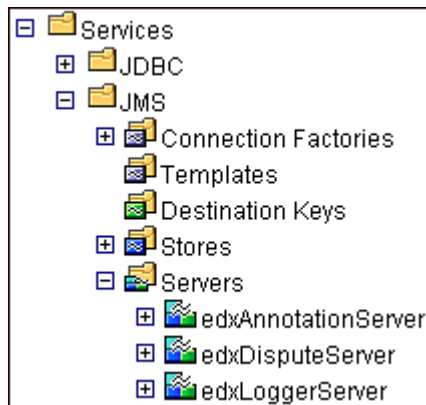 Services
JDBC
JMS
Connection Factories
Templates
Destination Keys
Stores
Servers
edxAnnotationServer
edxDisputeServer
edxLoggerServer